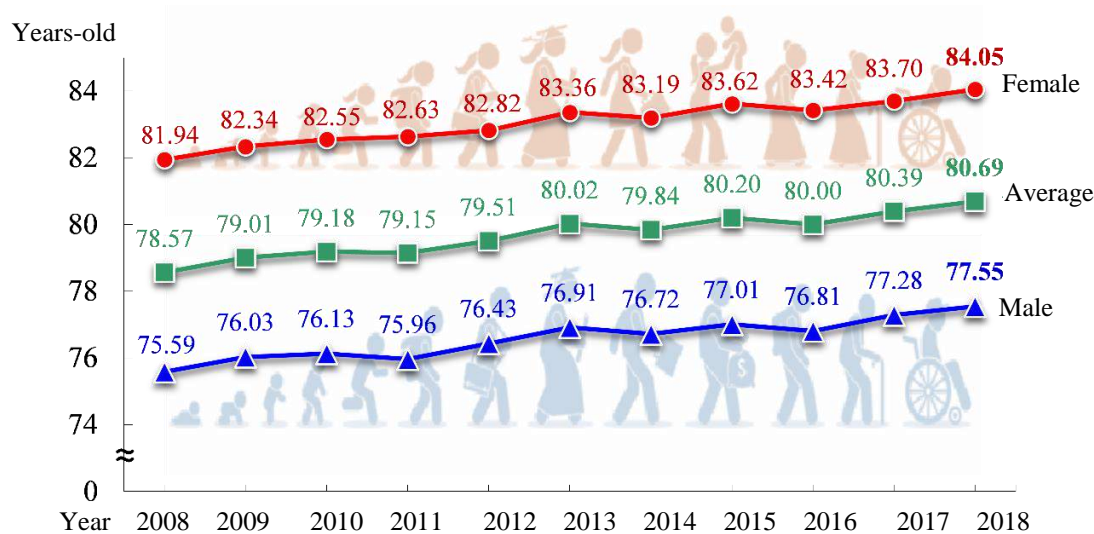 Years-old
84
82
80
78
76
74
≈
0
81.94 82.34 82.55 82.63 82.82 83.36 83.19 83.62 83.42 83.70 84.05 Female
78.57 79.01 79.18 79.15 79.51 80.02 79.84 80.20 80.00 80.39 80.69 Average
75.59 76.03 76.13 75.96 76.43 76.91 76.72 77.01 76.81 77.28 77.55 Male
$
Year 2008 2009 2010 2011 2012 2013 2014 2015 2016 2017 2018